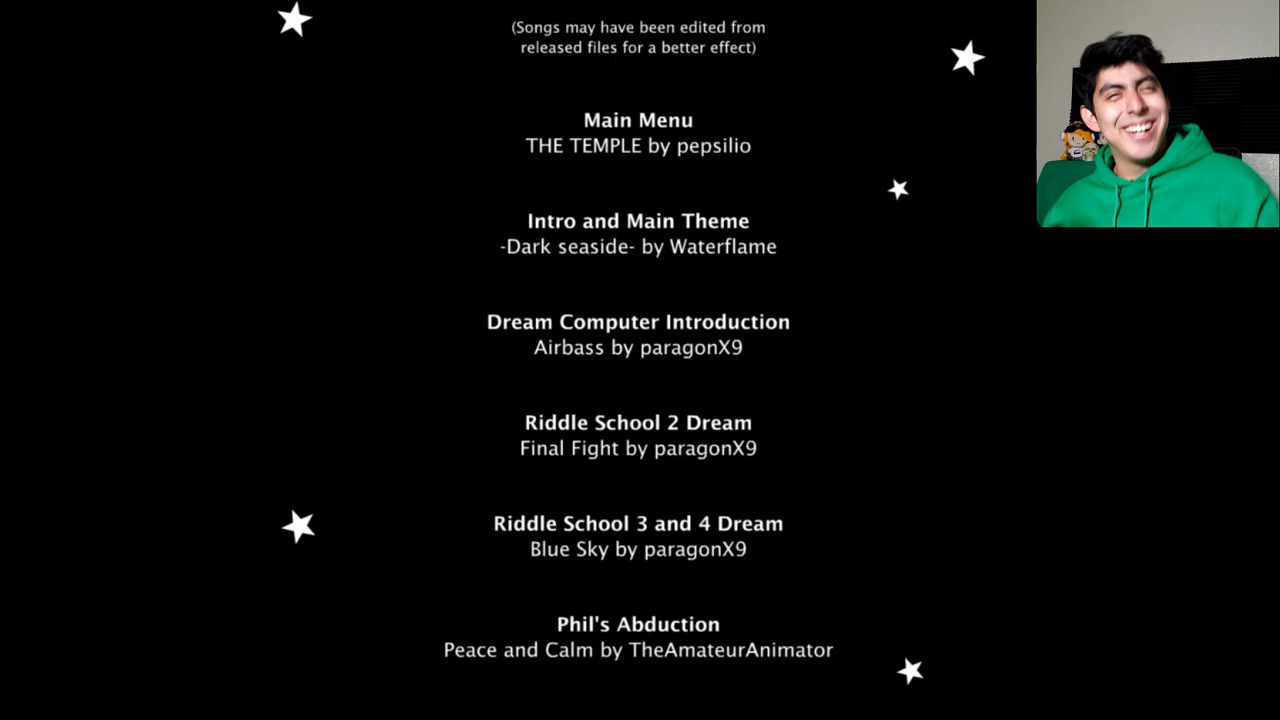 (Songs may have been edited from
released files for a better effect)
Main Menu
THE TEMPLE by pepsilio
Intro and Main Theme
-Dark seaside- by Waterflame
Dream Computer Introduction
Airbass by paragonX9
Riddle School 2 Dream
Final Fight by paragonX9
Riddle School 3 and 4 Dream
Blue Sky by paragonX9
Phil's Abduction
Peace and Calm by TheAmateurAnimator